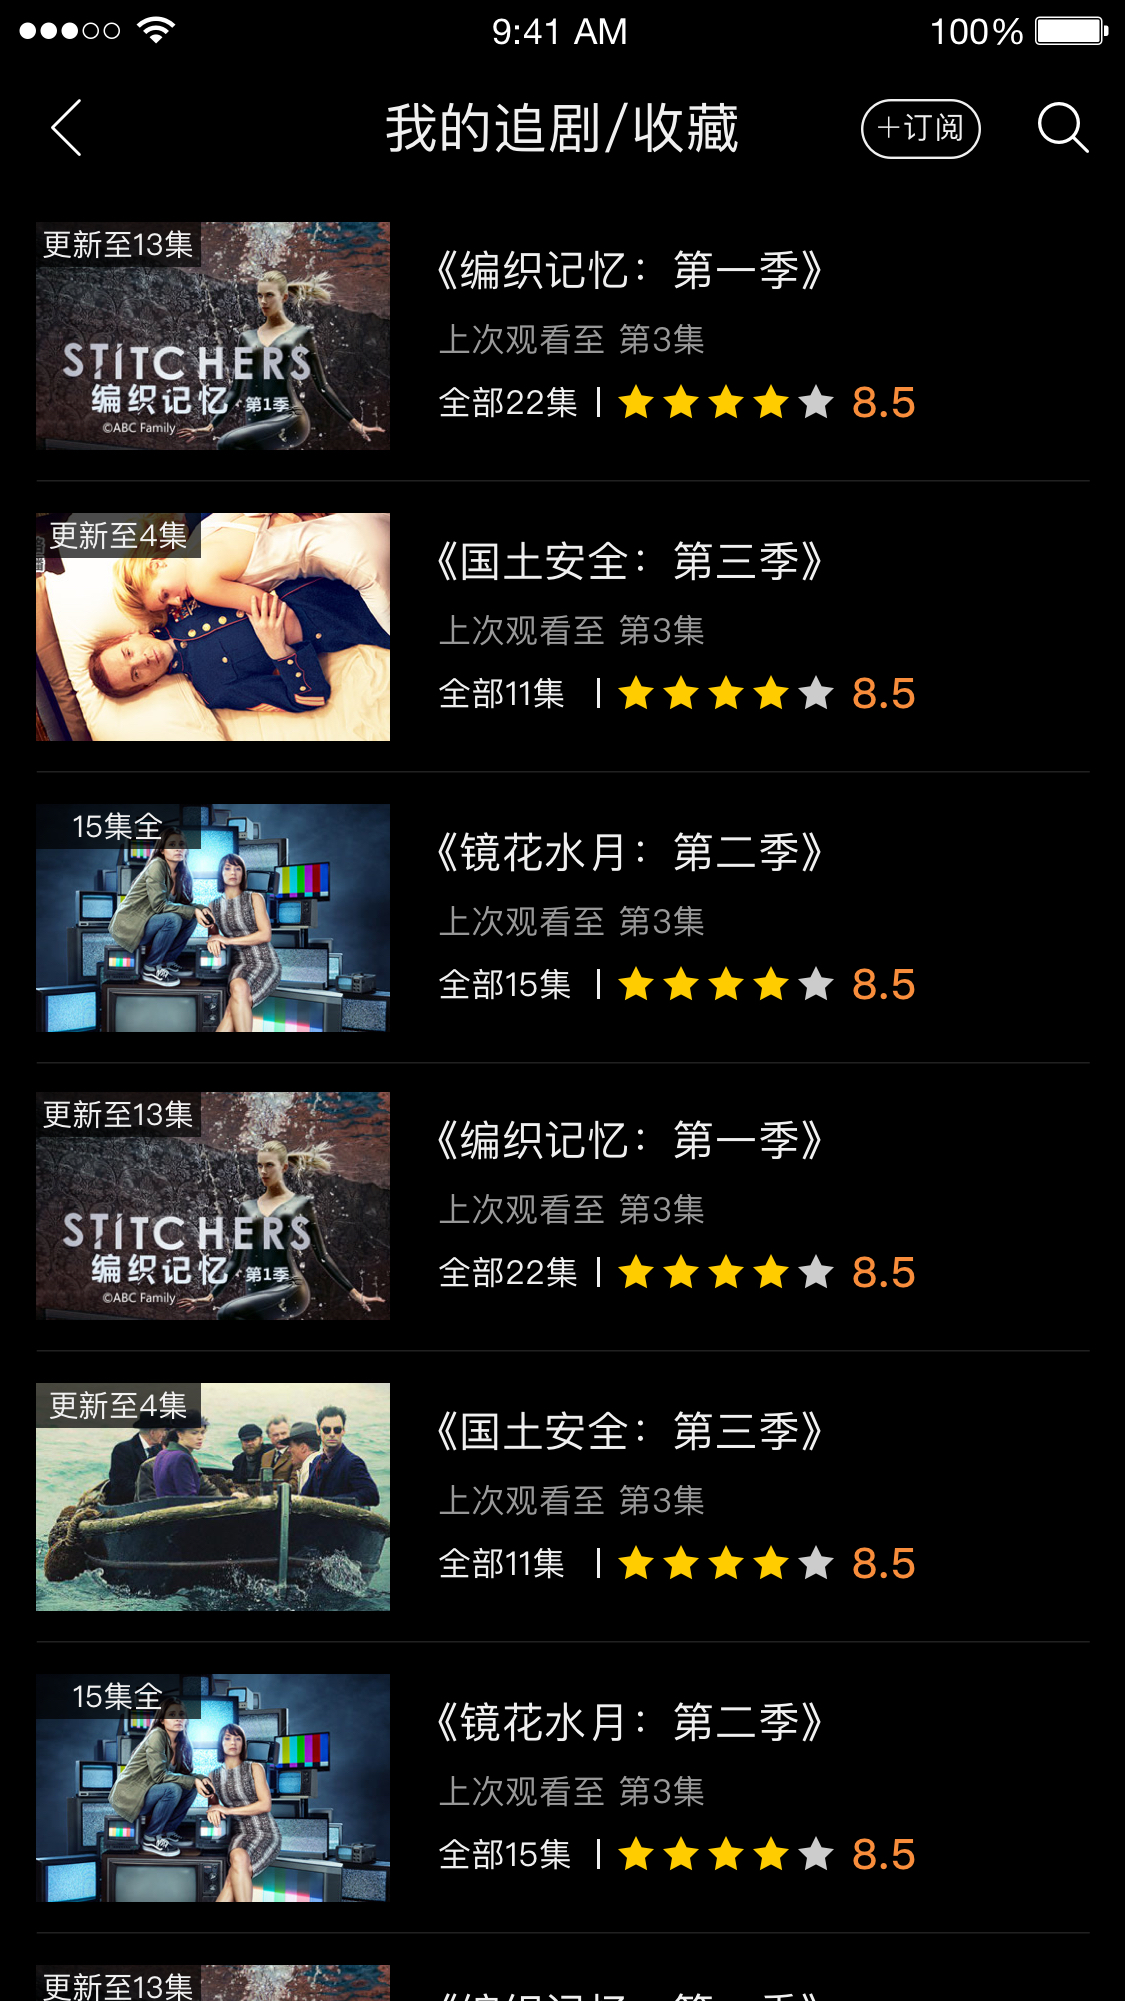 9:41 AM
100%
我的追剧/收藏
+订阅
更新至13集
STITCHERS
编织记忆·第1季
©ABC Family
《编织记忆：第一季》
上次观看至 第3集
全部22集
8.5
更新至4集
《国土安全：第三季》
上次观看至 第3集
全部11集
8.5
15集全
《镜花水月：第二季》
上次观看至 第3集
全部15集
8.5
更新至13集
STITCHERS
编织记忆·第1季
©ABC Family
《编织记忆：第一季》
上次观看至 第3集
全部22集
8.5
更新至4集
《国土安全：第三季》
上次观看至 第3集
全部11集
8.5
15集全
《镜花水月：第二季》
上次观看至 第3集
全部15集
8.5
更新至13集